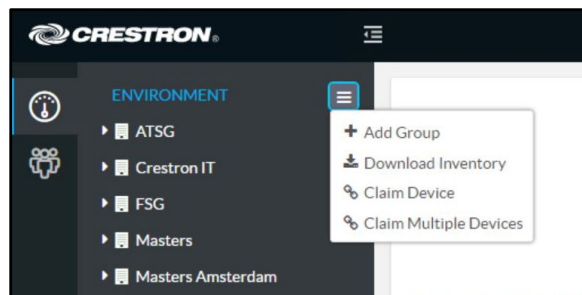 CRESTRON®
ENVIRONMENT
ATSG
Crestron IT
FSG
Masters
Masters Amsterdam
Add Group
Download Inventory
Claim Device
Claim Multiple Devices